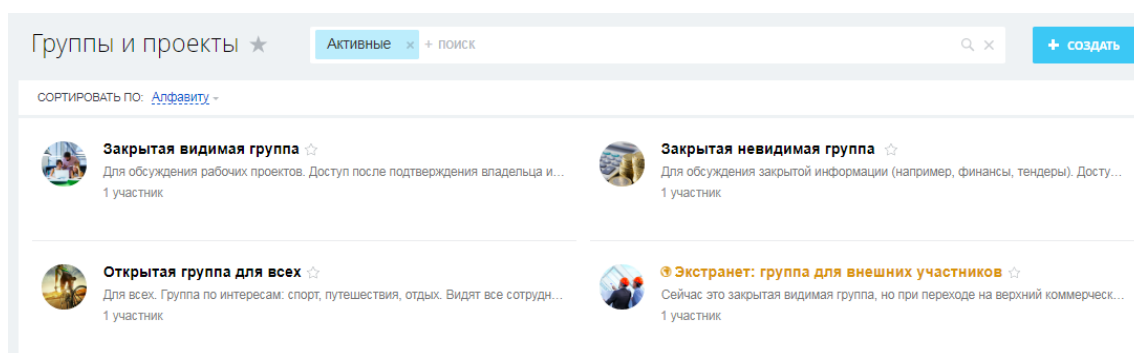 Группы и проекты
Активные × + поиск
+ СОЗДАТЬ
СОРТИРОВАТЬ ПО: Алфавиту
Закрытая видимая группа
Для обсуждения рабочих проектов. Доступ после подтверждения владельца и...
1 участник
Закрытая невидимая группа
Для обсуждения закрытой информации (например, финансы, тендеры). Досту...
1 участник
Открытая группа для всех
Для всех. Группа по интересам: спорт, путешествия, отдых. Видят все сотрудн...
1 участник
Экстранет: группа для внешних участников
Сейчас это закрытая видимая группа, но при переходе на верхний коммерческ...
1 участник